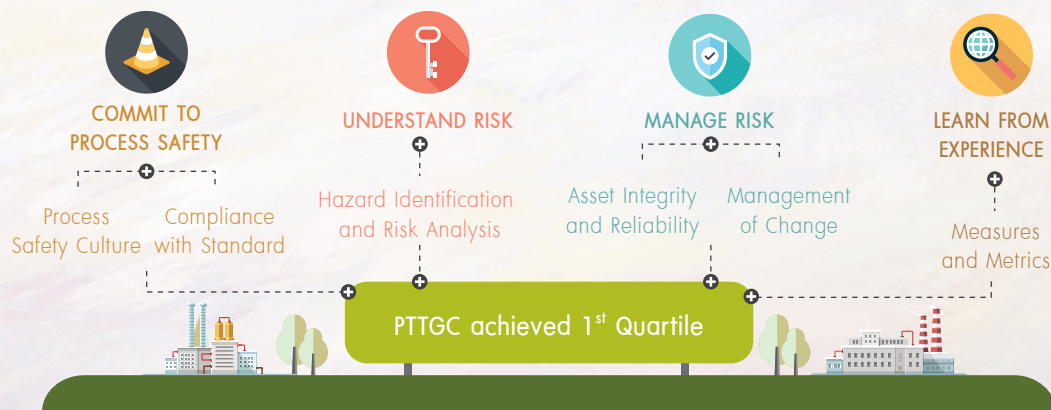 COMMIT TO
PROCESS SAFETY
Process
Safety Culture
Compliance
with Standard
UNDERSTAND RISK
Hazard Identification
and Risk Analysis
MANAGE RISK
Asset Integrity
and Reliability
Management
of Change
LEARN FROM
EXPERIENCE
Measures
and Metrics
PTTGC achieved 1st Quartile